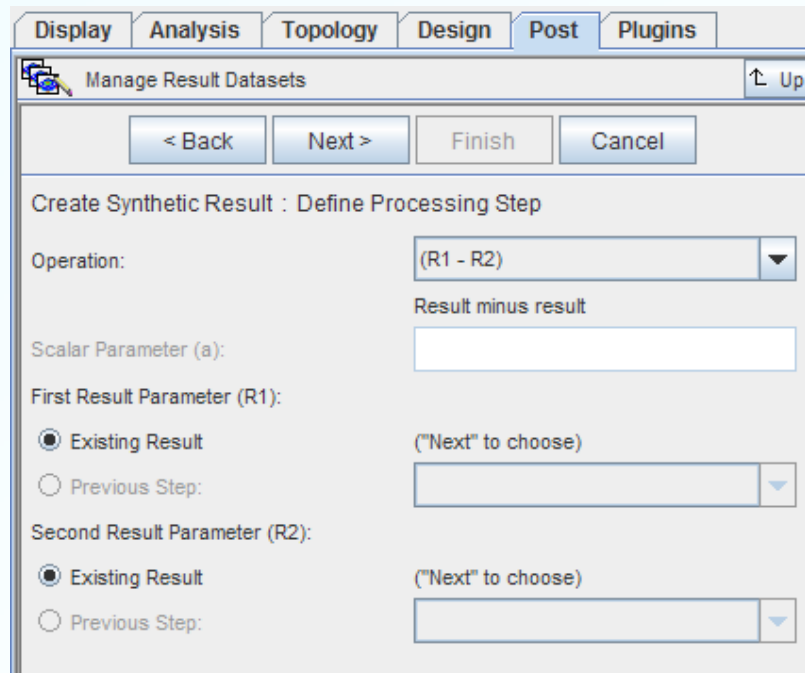 Display Analysis Topology Design Post Plugins
Manage Result Datasets Up
< Back Next > Finish Cancel
Create Synthetic Result : Define Processing Step
Operation: (R1 - R2)
Result minus result
Scalar Parameter (a):
First Result Parameter (R1):
Existing Result ("Next" to choose)
Previous Step:
Second Result Parameter (R2):
Existing Result ("Next" to choose)
Previous Step: